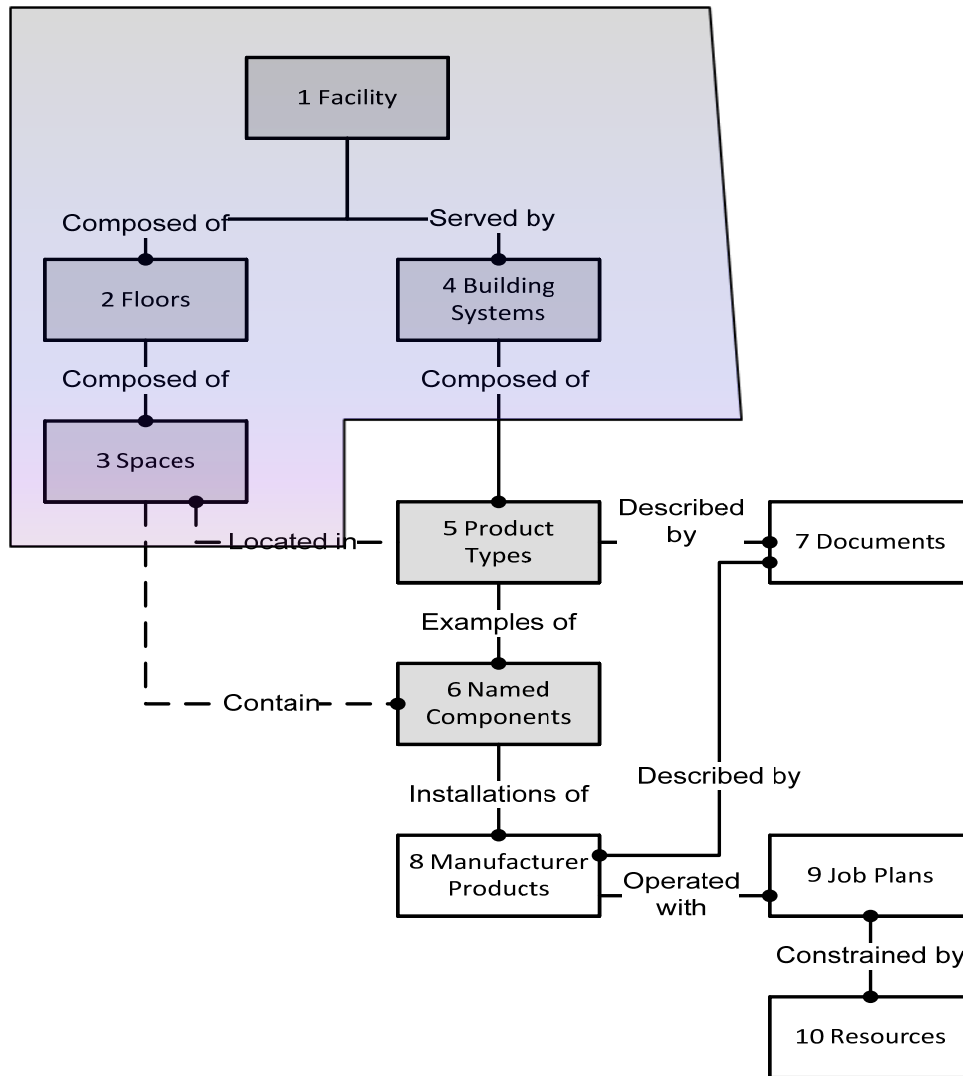 1 Facility
Composed of
Served by
2 Floors
4 Building
Systems
Composed of
Composed of
3 Spaces
Located in
5 Product
Types
Described
by
7 Documents
Examples of
Contain
6 Named
Components
Installations of
Described by
8 Manufacturer
Products
Operated
with
9 Job Plans
Constrained by
10 Resources